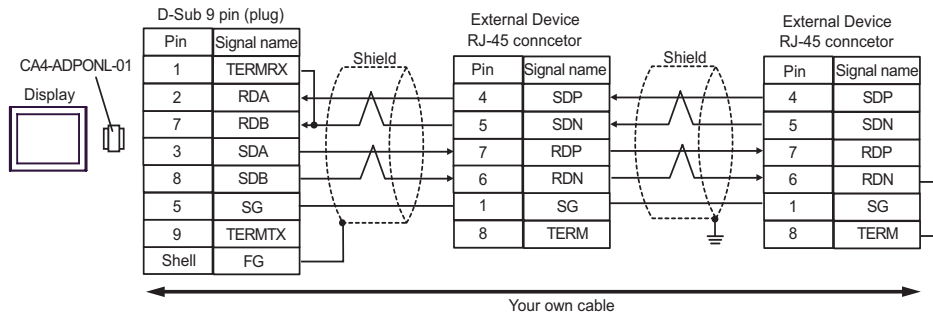 D-Sub 9 pin (plug)
Pin Signal name
1 TERMRX
2 RDA
7 RDB
3 SDA
8 SDB
5 SG
9 TERMTX
Shell FG
CA4-ADPONL-01
Display
Shield
External Device
RJ-45 conncetor
Pin Signal name
4 SDP
5 SDN
7 RDP
6 RDN
1 SG
8 TERM
Shield
External Device
RJ-45 conncetor
Pin Signal name
4 SDP
5 SDN
7 RDP
6 RDN
1 SG
8 TERM
Your own cable